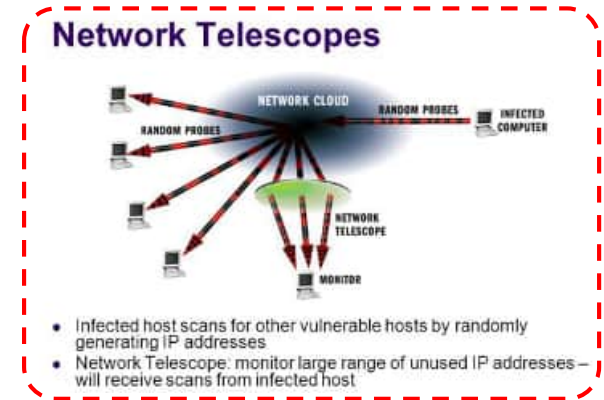 Network Telescopes
NETWORK CLOUD
RANDOM PROBES
INFECTED
COMPUTER
RANDOM PROBES
NETWORK
TELESCOPE
MONITOR
• Infected host scans for other vulnerable hosts by randomly
generating IP addresses
• Network Telescope: monitor large range of unused IP addresses –
will receive scans from infected host